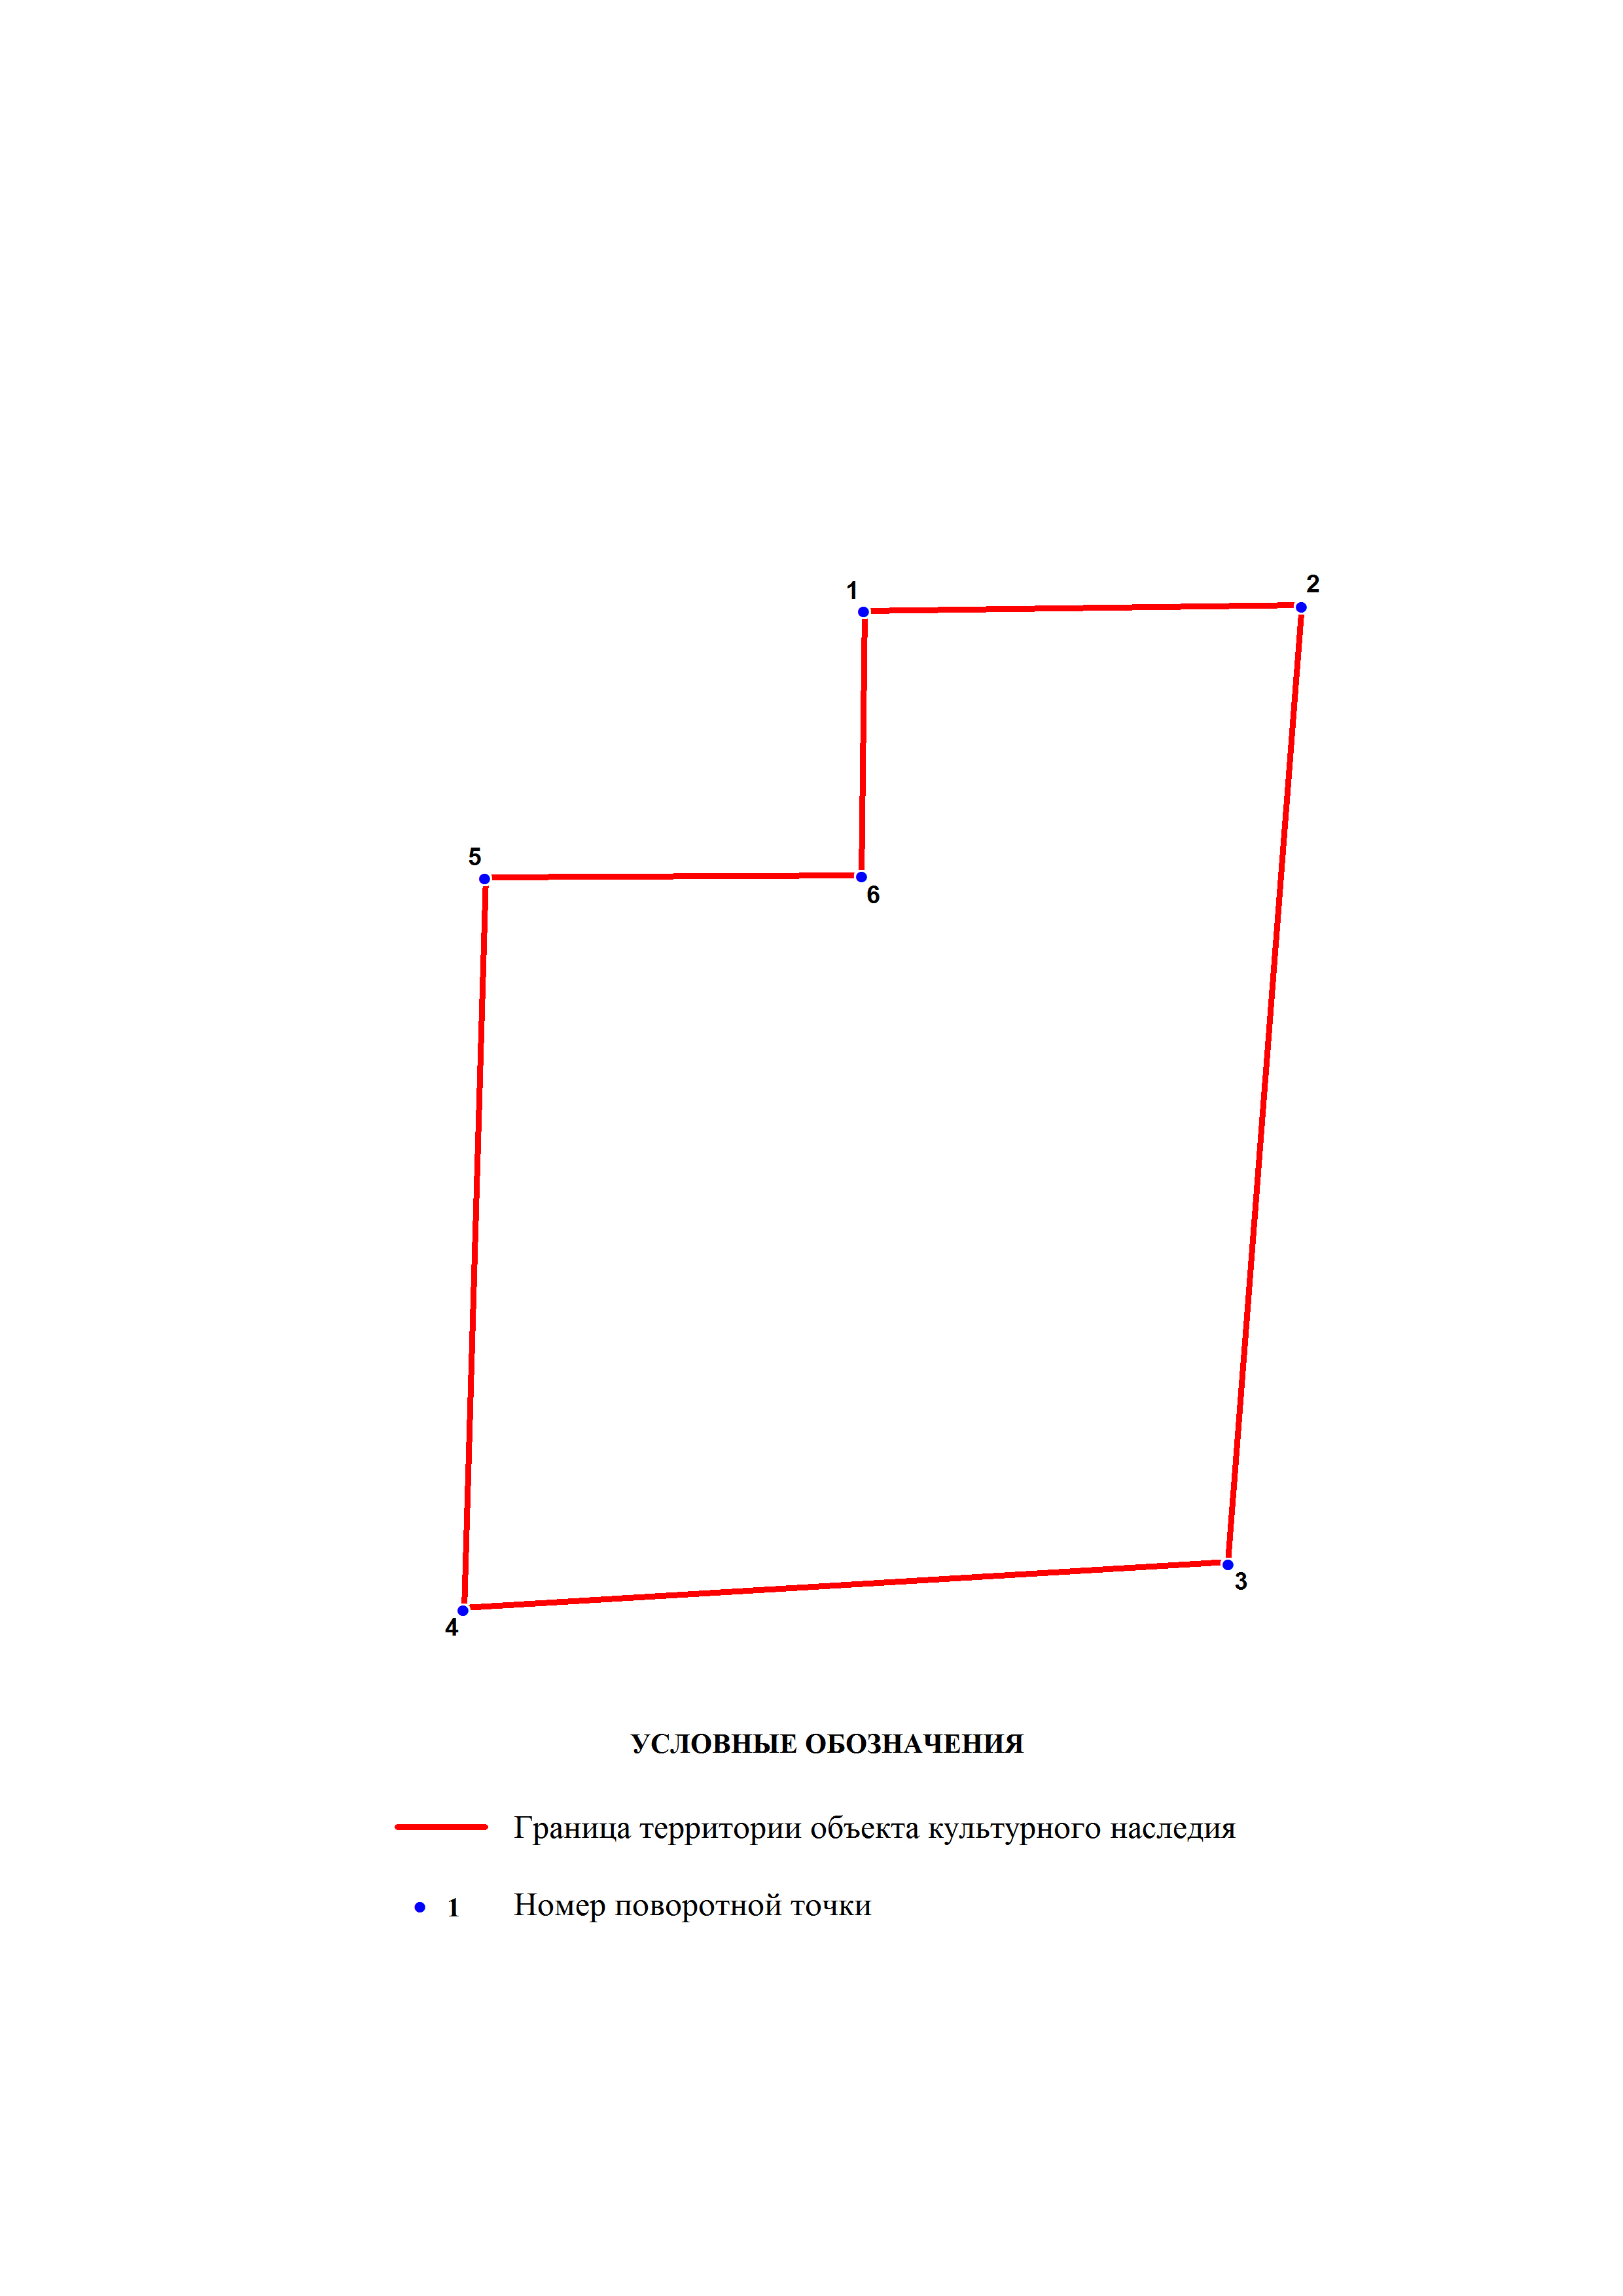 1
2
5
6
3
4
УСЛОВНЫЕ ОБОЗНАЧЕНИЯ
Граница территории объекта культурного наследия
1 Номер поворотной точки